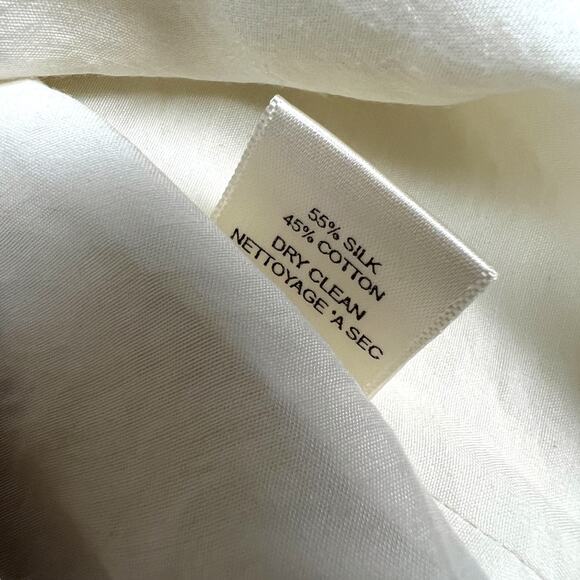 55% SILK
45% COTTON
DRY CLEAN
NETTOYAGE 'A SEC